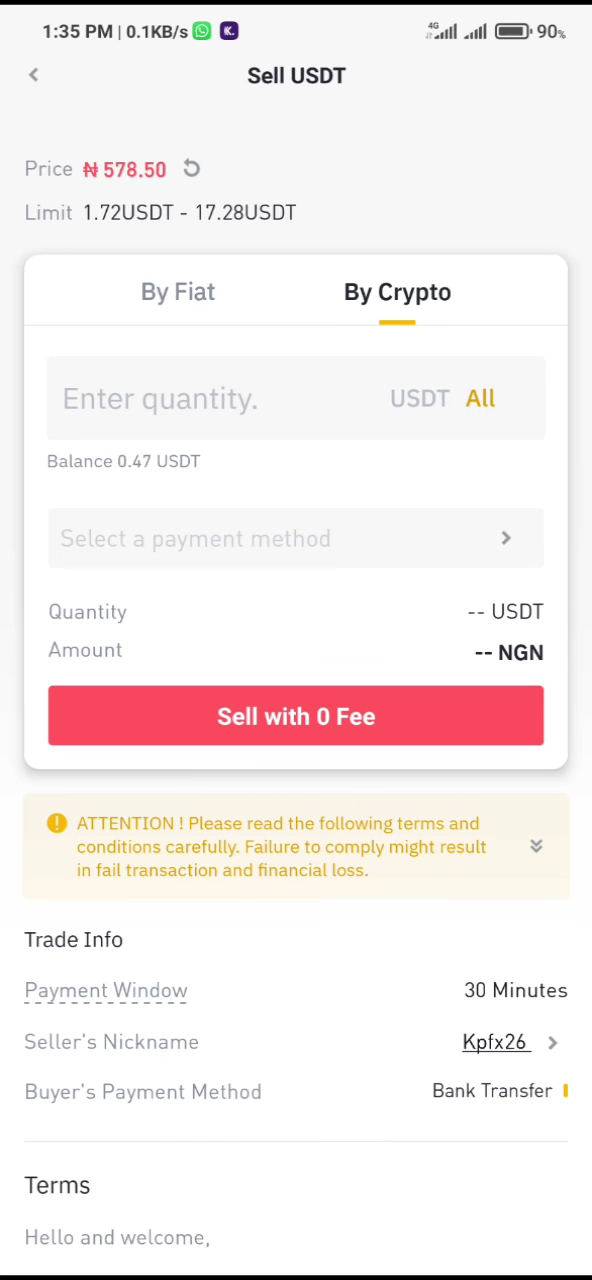 1:35 PM | 0.1KB/s K. 4G 90%
Sell USDT
Price ₦ 578.50
Limit 1.72USDT - 17.28USDT
By Fiat By Crypto
Enter quantity. USDT All
Balance 0.47 USDT
Select a payment method
Quantity -- USDT
Amount -- NGN
Sell with 0 Fee
ATTENTION ! Please read the following terms and
conditions carefully. Failure to comply might result
in fail transaction and financial loss.
Trade Info
Payment Window 30 Minutes
Seller's Nickname Kpfx26
Buyer's Payment Method Bank Transfer
Terms
Hello and welcome,